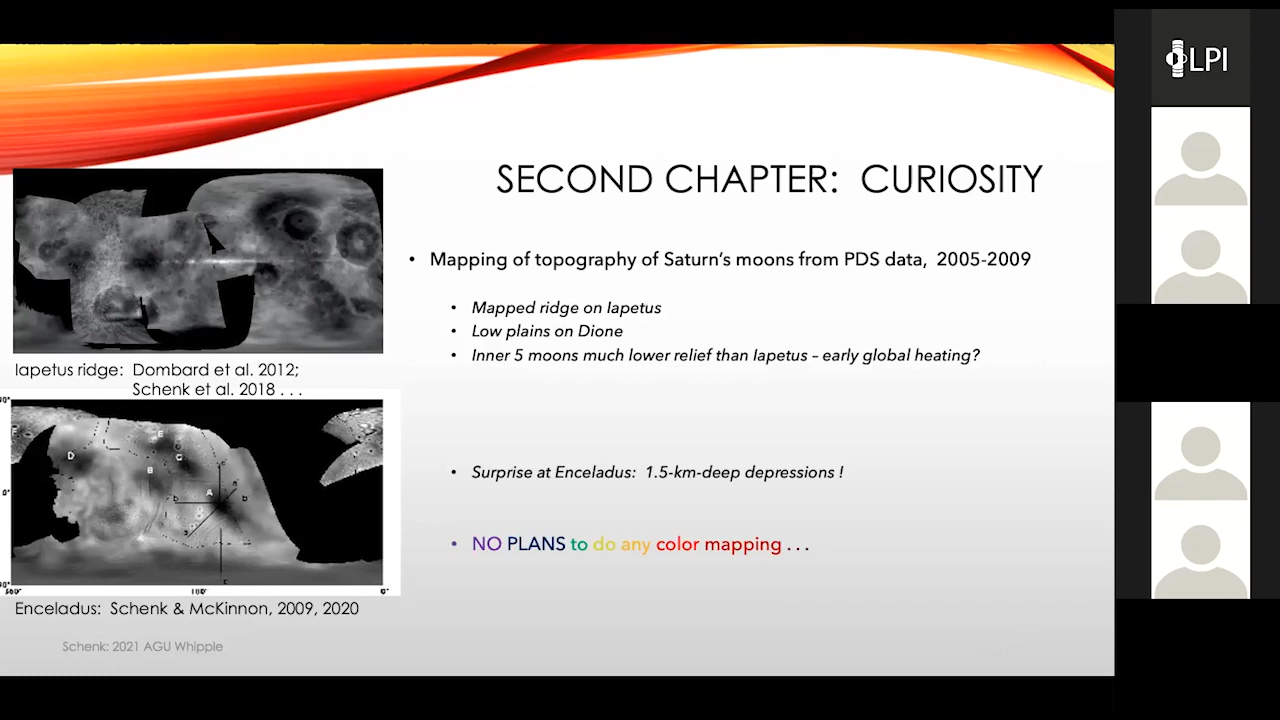 LPI
SECOND CHAPTER: CURIOSITY
• Mapping of topography of Saturn's moons from PDS data, 2005-2009
• Mapped ridge on Iapetus
• Low plains on Dione
• Inner 5 moons much lower relief than Iapetus – early global heating?
• Surprise at Enceladus: 1.5-km-deep depressions !
• NO PLANS to do any color mapping . . .
Iapetus ridge: Dombard et al. 2012;
Schenk et al. 2018 . . .
D
E
G
B
A
b
b
0°
180°
0°
Enceladus: Schenk & McKinnon, 2009, 2020
Schenk: 2021 AGU Whipple